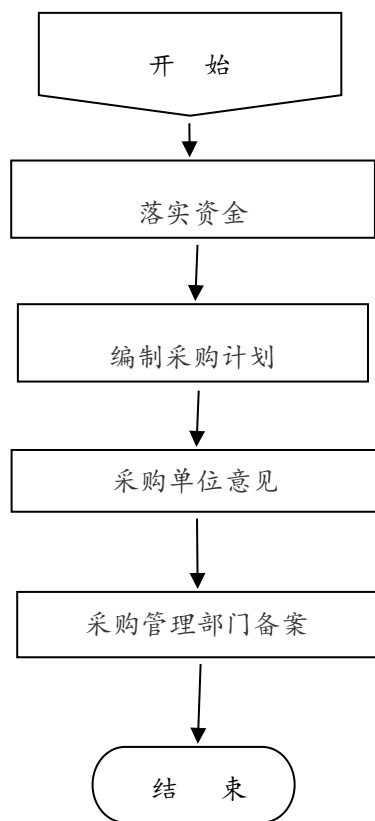 开 始
落实资金
编制采购计划
采购单位意见
采购管理部门备案
结 束